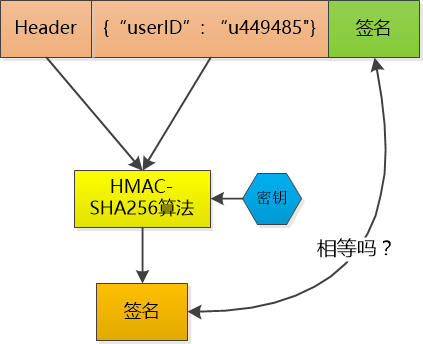 Header
{“userID”:“u449485"}
签名
HMAC-
SHA256算法
密钥
相等吗？
签名